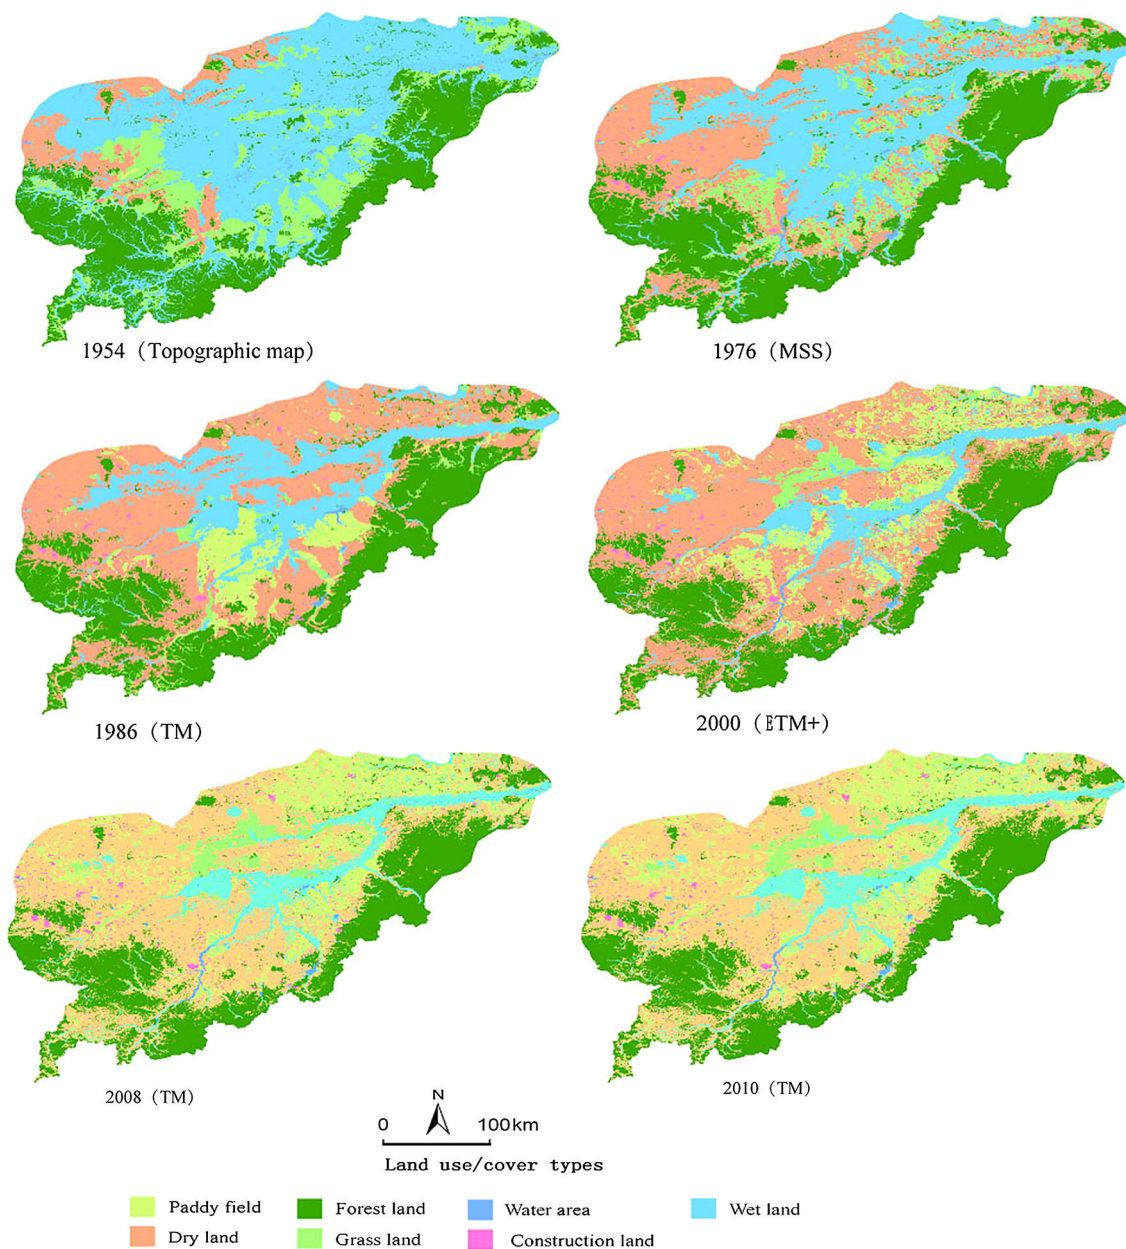 1954 (Topographic map)
1976 (MSS)
1986 (TM)
2000 (ETM+)
2008 (TM)
2010 (TM)
N
0 100km
Land use/cover types
Paddy field Forest land Water area Wet land
Dry land Grass land Construction land